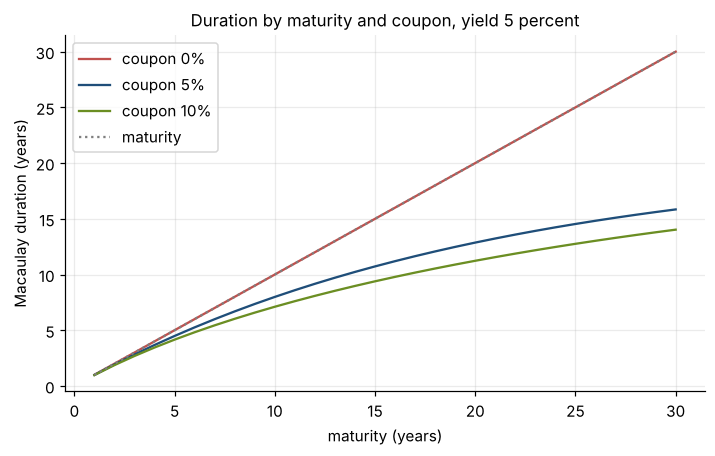 Duration by maturity and coupon, yield 5 percent
coupon 0%
coupon 5%
coupon 10%
maturity
Macaulay duration (years)
30
25
20
15
10
5
0
0 5 10 15 20 25 30
maturity (years)